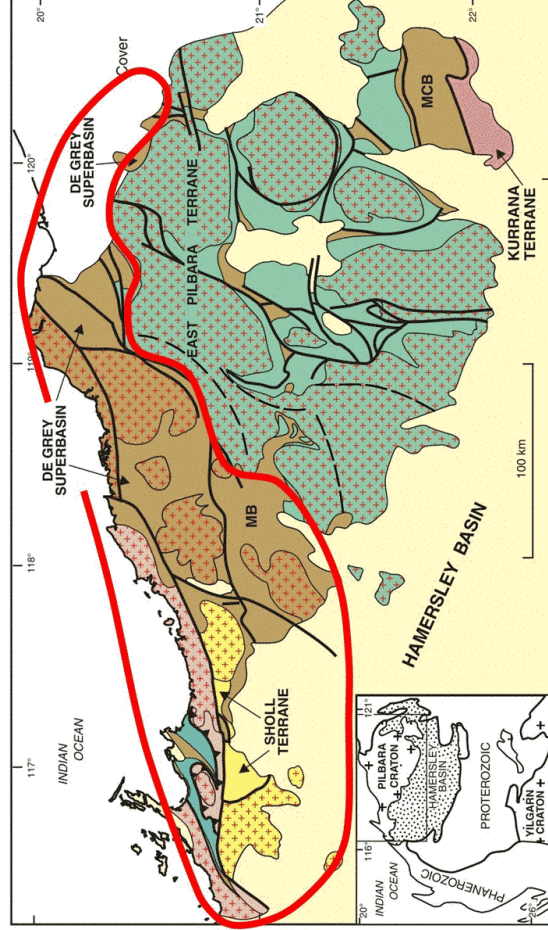 117°
118°
120°
20°
21°
22°
INDIAN
OCEAN
DE GREY
SUPERBASIN
DE GREY
SUPERBASIN
Cover
EAST PILBARA TERRANE
MB
SHOLL
TERRANE
MCB
KURRANA
TERRANE
HAMERSLEY BASIN
100 km
116°
121°
20°
INDIAN
OCEAN
PILBARA
CRATON
HAMERSLEY
BASIN
PROTEROZOIC
PHANEROZOIC
YILGARN
CRATON
26°